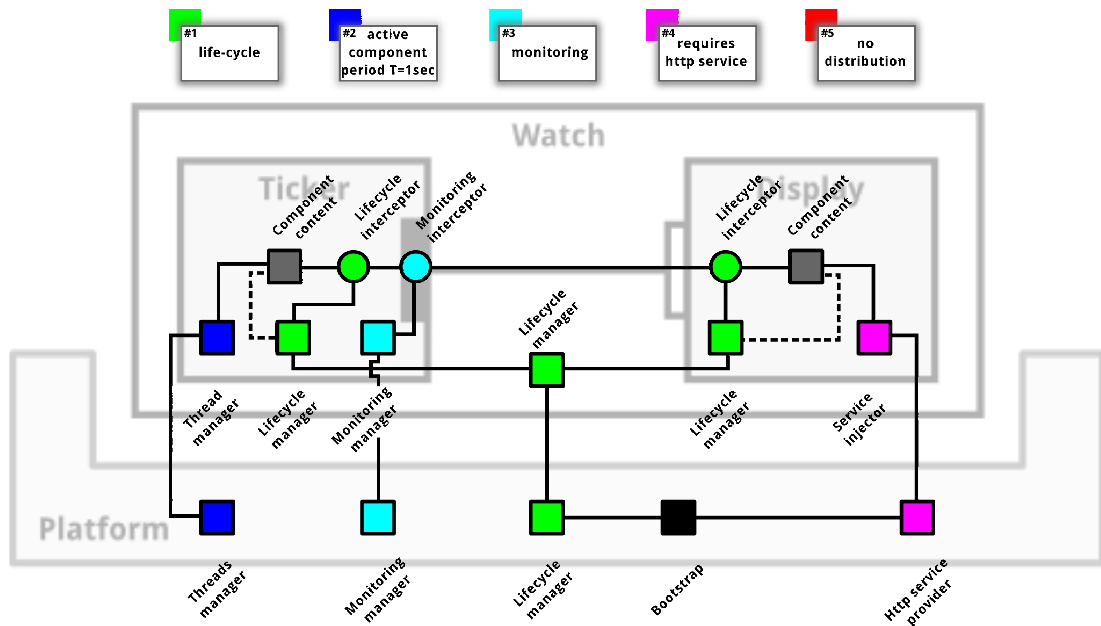 #1
life-cycle
#2 active
component
period T=1sec
#3
monitoring
#4
requires
http service
#5
no
distribution
Watch
Ticker
Display
Component
content
Lifecycle
interceptor
Monitoring
interceptor
Lifecycle
interceptor
Component
content
Lifecycle
manager
Thread
manager
Lifecycle
manager
Monitoring
manager
Lifecycle
manager
Service
injector
Platform
Threads
manager
Monitoring
manager
Lifecycle
manager
Bootstrap
Http service
provider